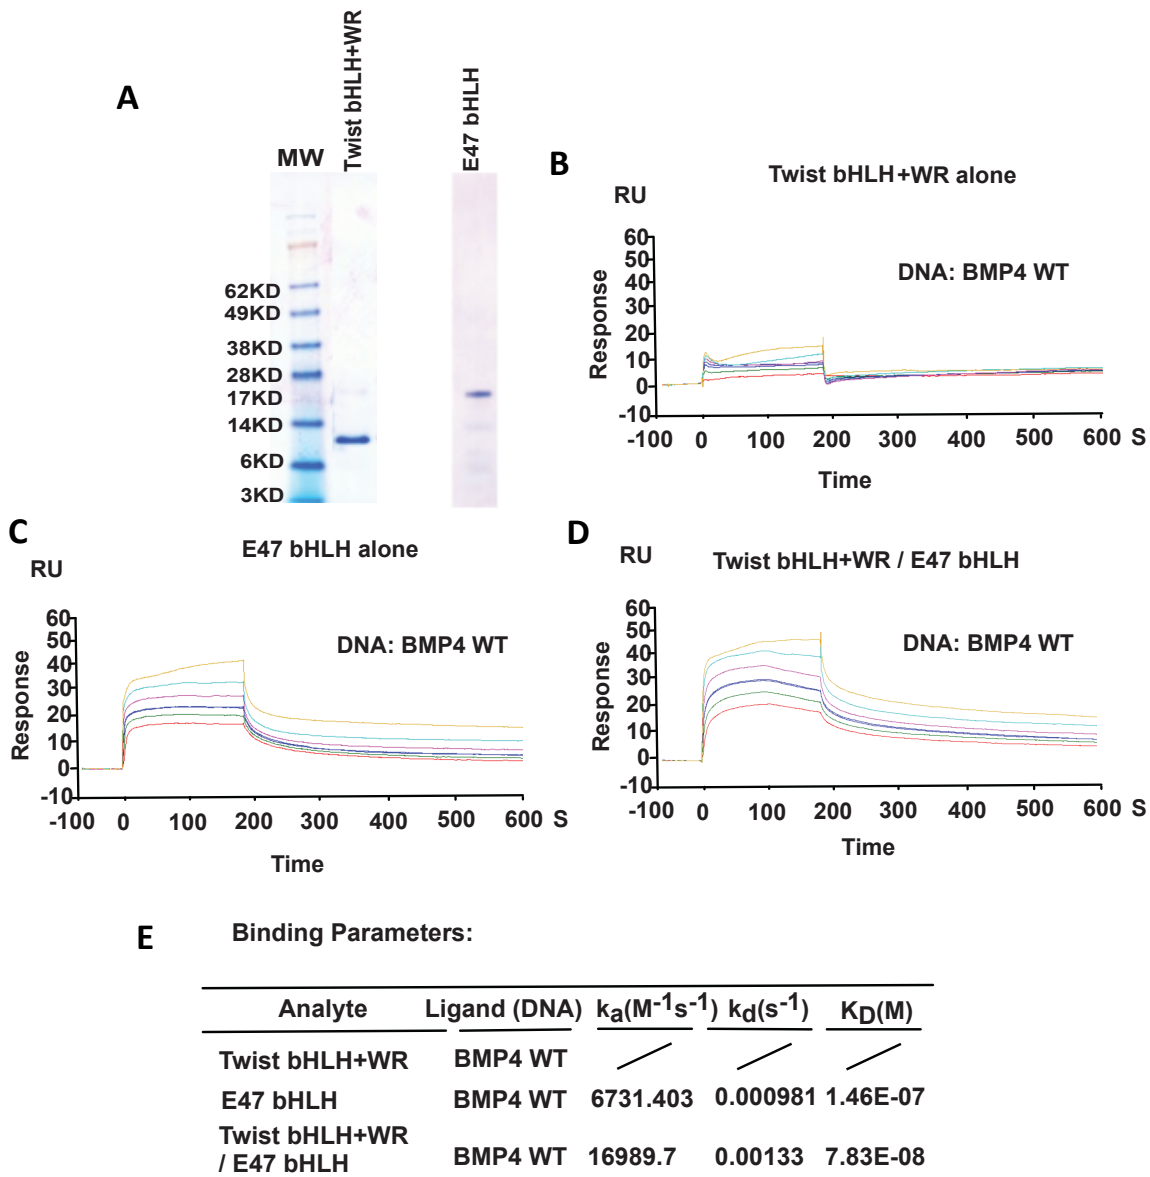 A
MW
Twist bHLH+WR
E47 bHLH
62KD
49KD
38KD
28KD
17KD
14KD
6KD
3KD
B
Twist bHLH+WR alone
RU
DNA: BMP4 WT
Response
60
50
40
30
20
10
0
-10
-100 0 100 200 300 400 500 600 S
Time
C
E47 bHLH alone
RU
DNA: BMP4 WT
Response
60
50
40
30
20
10
0
-10
-100 0 100 200 300 400 500 600 S
Time
D
Twist bHLH+WR / E47 bHLH
RU
DNA: BMP4 WT
Response
60
50
40
30
20
10
0
-10
-100 0 100 200 300 400 500 600 S
Time
E
Binding Parameters:
Analyte Ligand (DNA) ka(M-1s-1) kd(s-1) KD(M)
Twist bHLH+WR BMP4 WT
E47 bHLH BMP4 WT 6731.403 0.000981 1.46E-07
Twist bHLH+WR
/ E47 bHLH BMP4 WT 16989.7 0.00133 7.83E-08